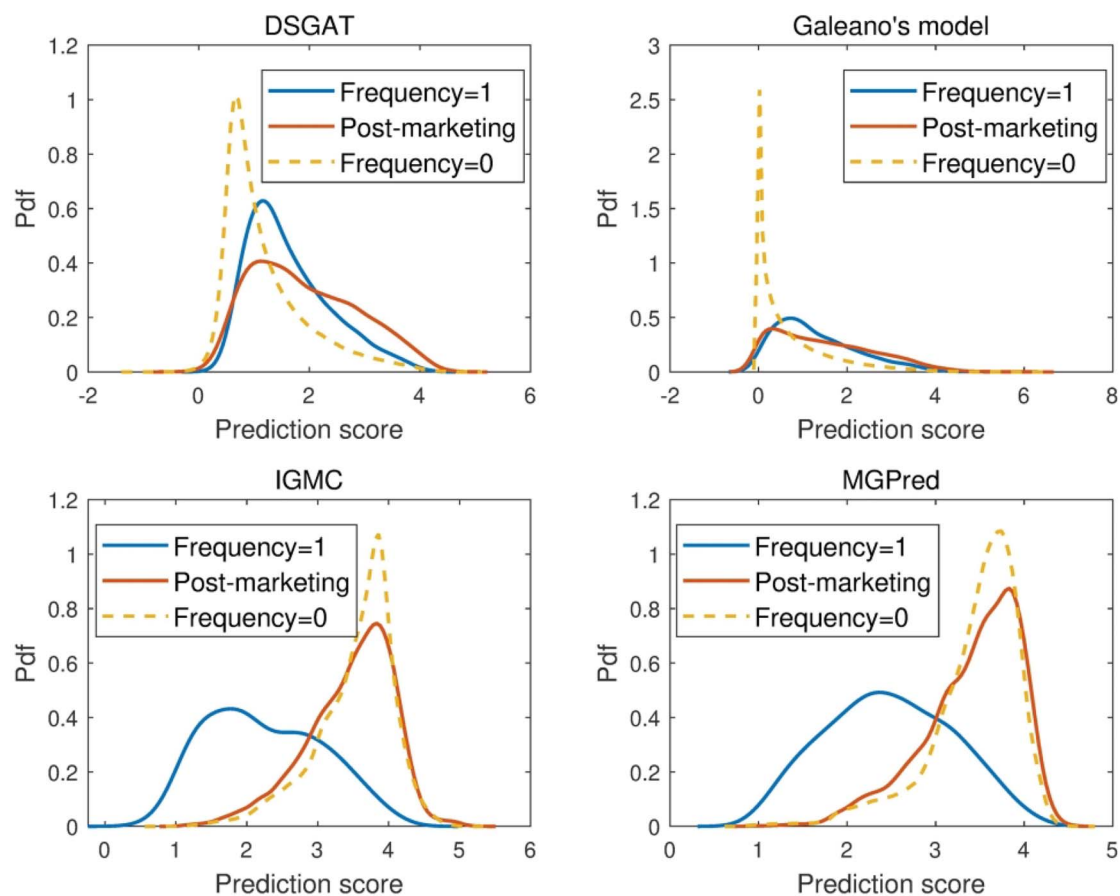 DSGAT
1.2
1
0.8
0.6
0.4
0.2
0
Pdf
Frequency=1
Post-marketing
Frequency=0
-2
0
2
4
6
Prediction score
Galeano's model
3
2.5
2
1.5
1
0.5
0
Pdf
Frequency=1
Post-marketing
Frequency=0
-2
0
2
4
6
8
Prediction score
IGMC
1.2
1
0.8
0.6
0.4
0.2
0
Pdf
Frequency=1
Post-marketing
Frequency=0
0
1
2
3
4
5
6
Prediction score
MGPred
1.2
1
0.8
0.6
0.4
0.2
0
Pdf
Frequency=1
Post-marketing
Frequency=0
0
1
2
3
4
5
Prediction score